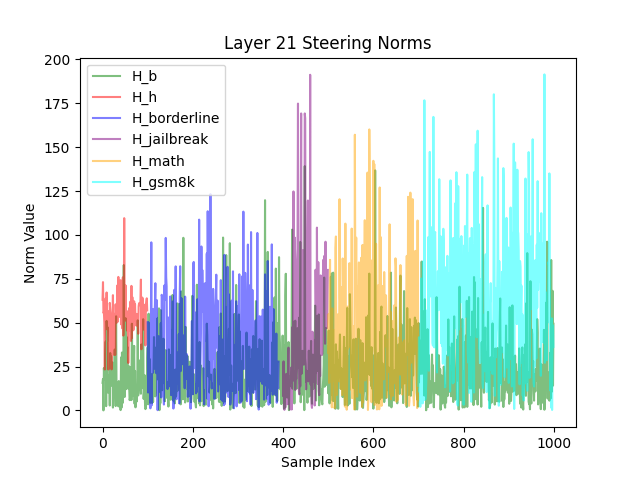 Layer 21 Steering Norms
200
175
150
125
100
75
50
25
0
Norm Value
H_b
H_h
H_borderline
H_jailbreak
H_math
H_gsm8k
0
200
400
600
800
1000
Sample Index